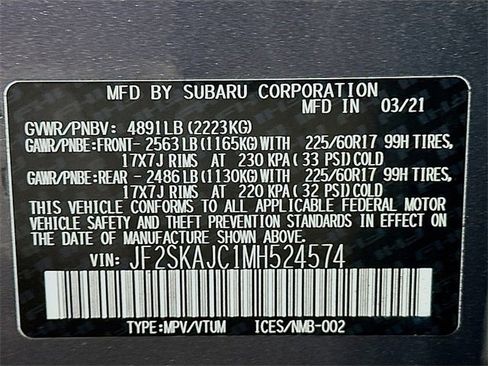 MFD BY SUBARU CORPORATION
MFD IN 03/21
GVWR/PNBV: 4891LB(2223KG)
GAWR/PNBE:FRONT-2563LB(1165KG)WITH 225/60R17 99H TIRES,
17X7J RIMS AT 230 KPA(33 PSI)COLD
GAWR/PNBE:REAR -2486LB(1130KG)WITH 225/60R17 99H TIRES,
17X7J RIMS AT 220 KPA(32 PSI)COLD
THIS VEHICLE CONFORMS TO ALL APPLICABLE FEDERAL MOTOR
VEHICLE SAFETY AND THEFT PREVENTION STANDARDS IN EFFECT
ON THE DATE OF MANUFACTURE SHOWN ABOVE.
VIN: JF2SKAJC1MH524574
TYPE:MPV/VTUM ICES/NMB-002